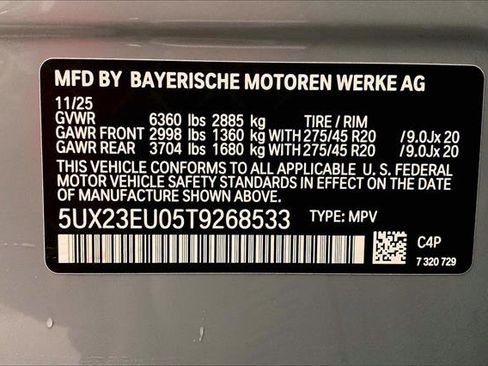 MFD BY BAYERISCHE MOTOREN WERKE AG
11/25
GVWR 6360 lbs 2885 kg TIRE / RIM
GAWR FRONT 2998 lbs 1360 kg WITH 275/45 R20 /9.0Jx 20
GAWR REAR 3704 lbs 1680 kg WITH 275/45 R20 /9.0Jx 20
THIS VEHICLE CONFORMS TO ALL APPLICABLE U. S. FEDERAL
MOTOR VEHICLE SAFETY STANDARDS IN EFFECT ON THE DATE OF
MANUFACTURE SHOWN ABOVE.
5UX23EU05T9268533 TYPE: MPV
C4P
7 320 729